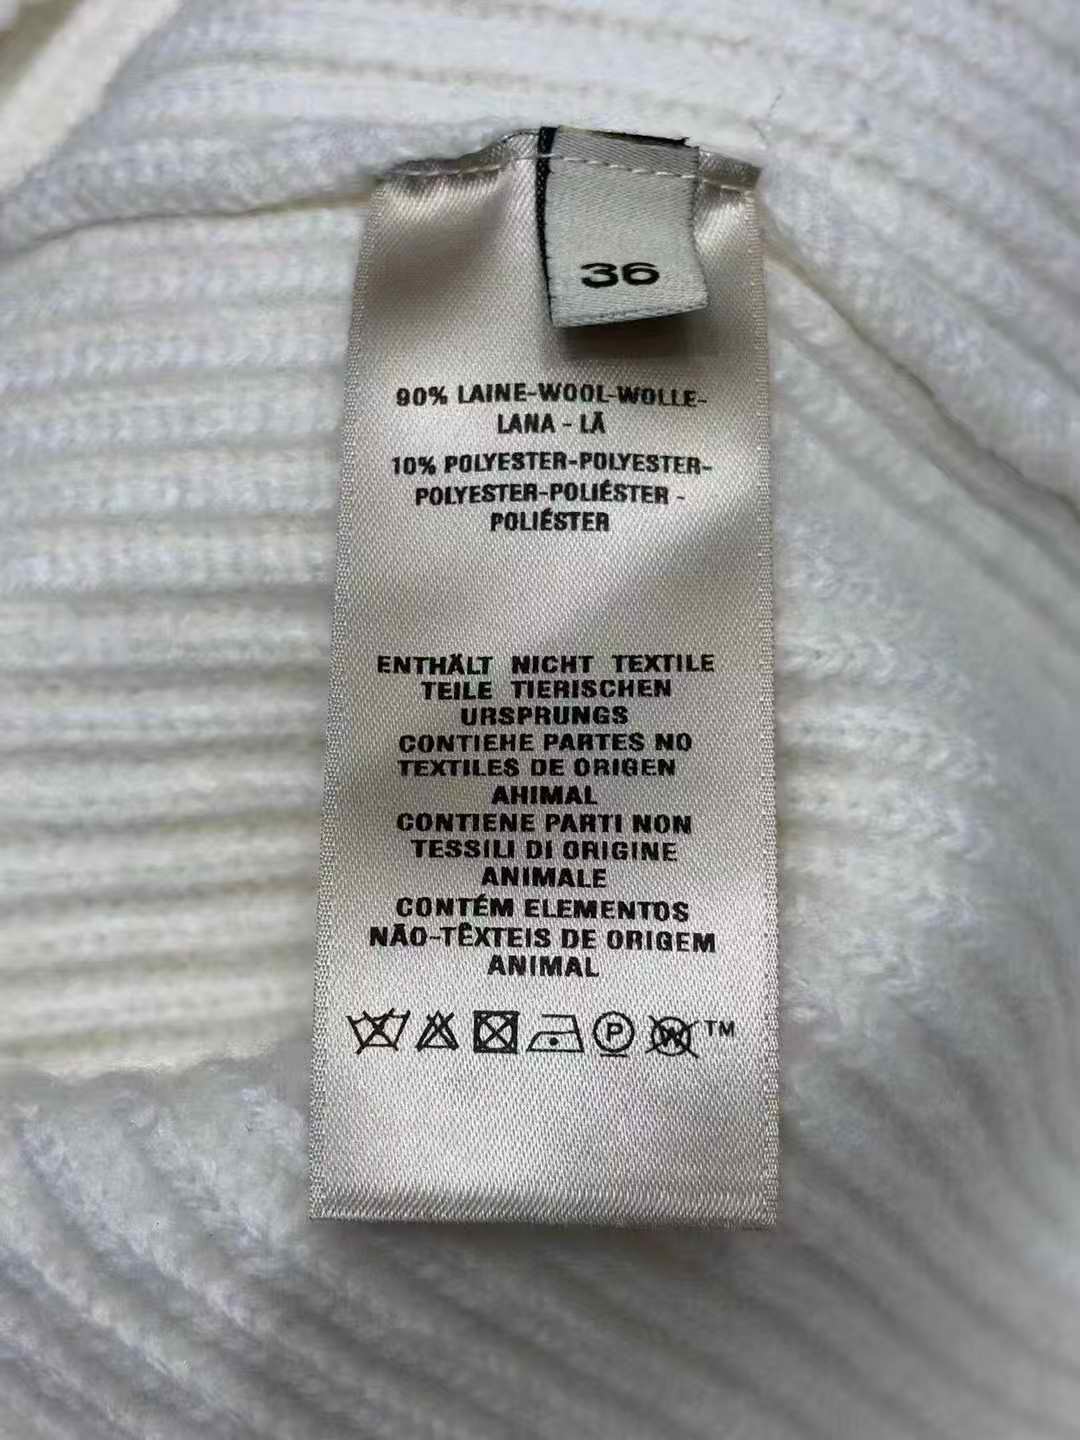 36
90% LAINE-WOOL-WOLLE-
LANA - LÃ
10% POLYESTER-POLYESTER-
POLYESTER-POLIÉSTER -
POLIÉSTER
ENTHÄLT NICHT TEXTILE
TEILE TIERISCHEN
URSPRUNGS
CONTIEHE PARTES NO
TEXTILES DE ORIGEN
AHIMAL
CONTIENE PARTI NON
TESSILI DI ORIGINE
ANIMALE
CONTÉM ELEMENTOS
NÃO-TÊXTEIS DE ORIGEM
ANIMAL
P W TM